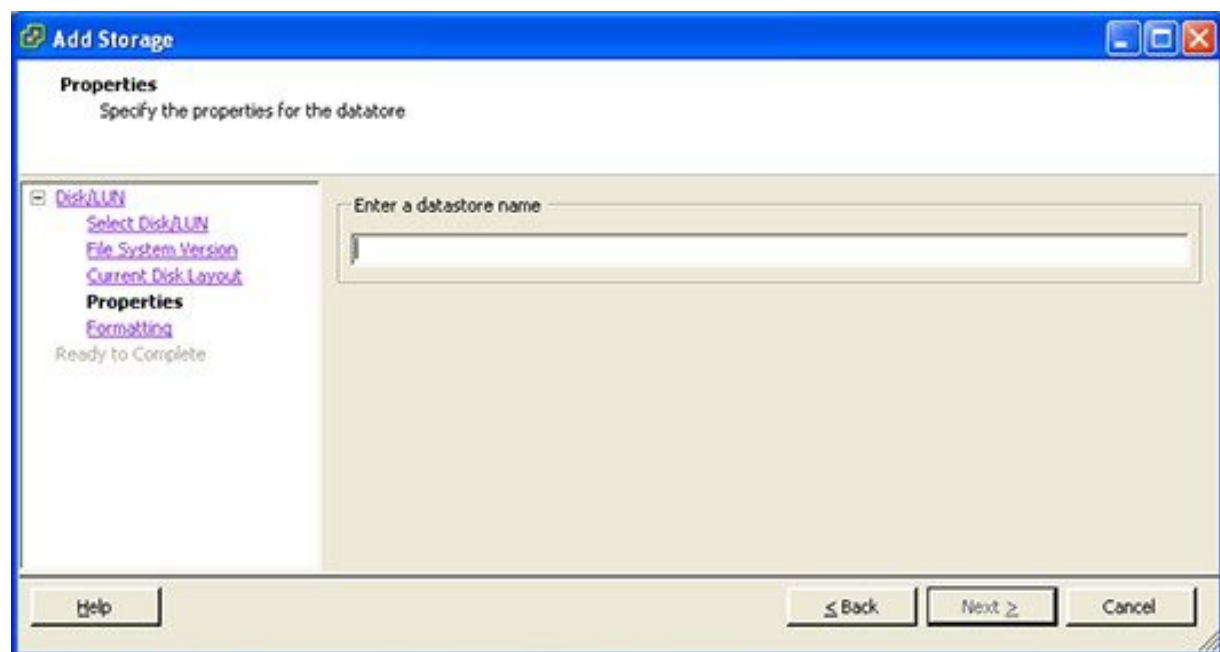 Add Storage
Properties
Specify the properties for the datatore
Disk/LUN
Select Disk/LUN
File System Version
Current Disk Layout
Properties
Formatting
Ready to Complete
Enter a datastore name
Help
< Back
Next >
Cancel